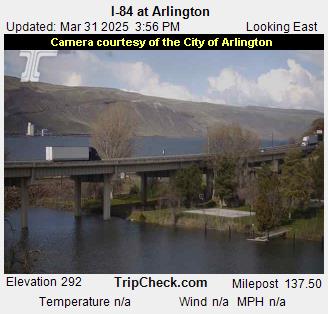 I-84 at Arlington
Updated: Mar 31 2025 3:56 PM Looking East
Camera courtesy of the City of Arlington
Elevation 292 TripCheck.com Milepost 137.50
Temperature n/a Wind n/a MPH n/a